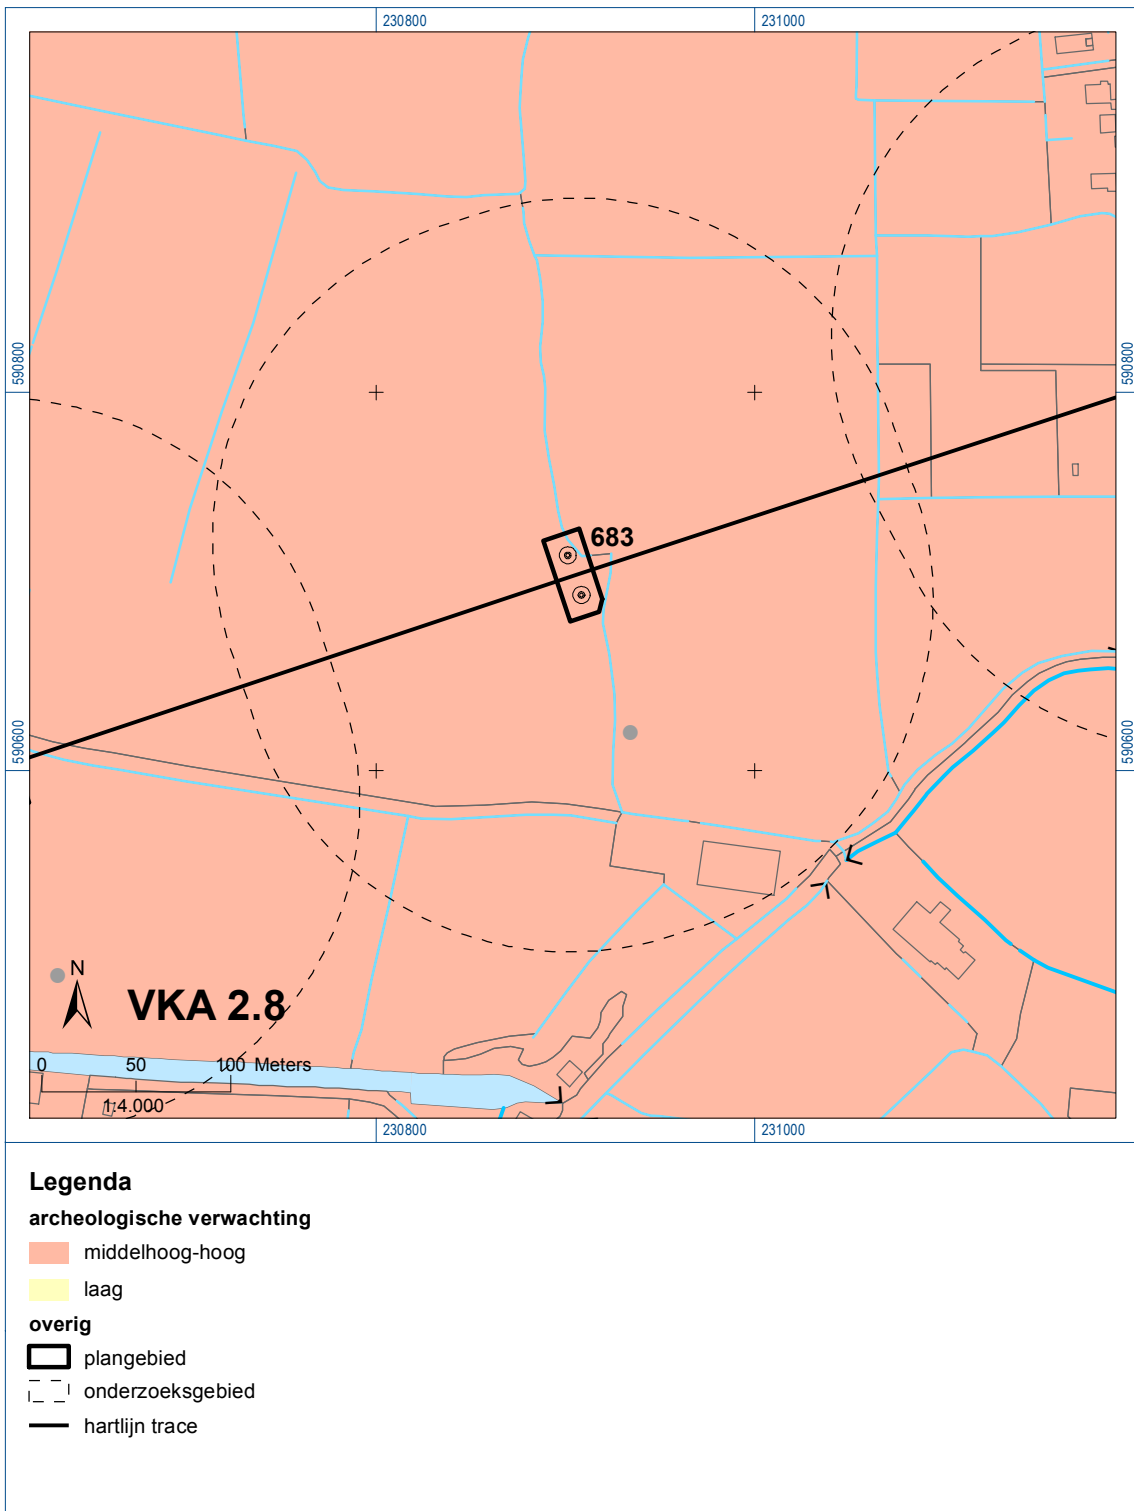 230800 231000
590800 590800
683
590600 590600
N
VKA 2.8
0 50 100 Meters
1:4.000
230800 231000
Legenda
archeologische verwachting
middelhoog-hoog
laag
overig
plangebied
onderzoeksgebied
hartlijn trace